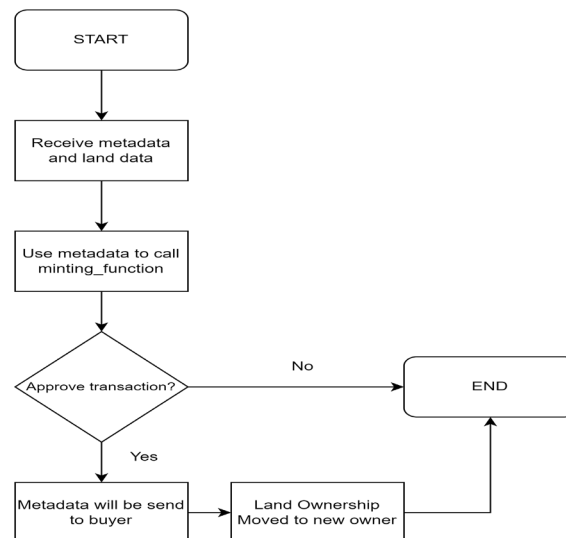 START
Receive metadata
and land data
Use metadata to call
minting_function
Approve transaction?
No
END
Yes
Metadata will be send
to buyer
Land Ownership
Moved to new owner